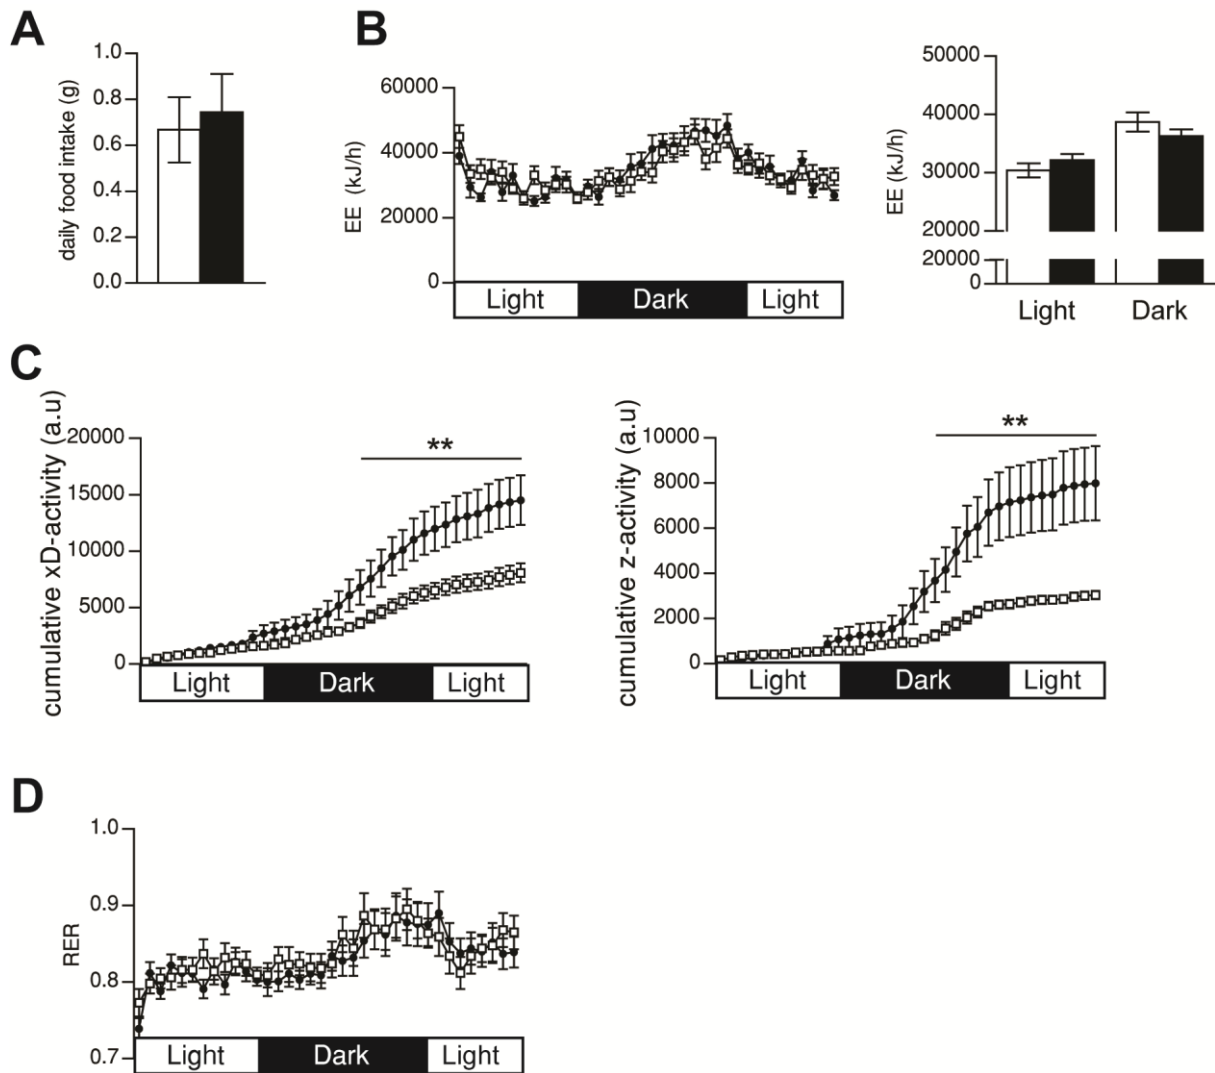 A
daily food intake (g)
1.0
0.8
0.6
0.4
0.2
0.0
B
EE (kJ/h)
60000
40000
20000
0
Light Dark Light
EE (kJ/h)
50000
40000
30000
20000
20000
0
Light Dark
C
cumulative xD-activity (a.u)
20000
15000
10000
5000
0
**
Light Dark Light
cumulative z-activity (a.u)
10000
8000
6000
4000
2000
0
**
Light Dark Light
D
RER
1.0
0.9
0.8
0.7
Light Dark Light